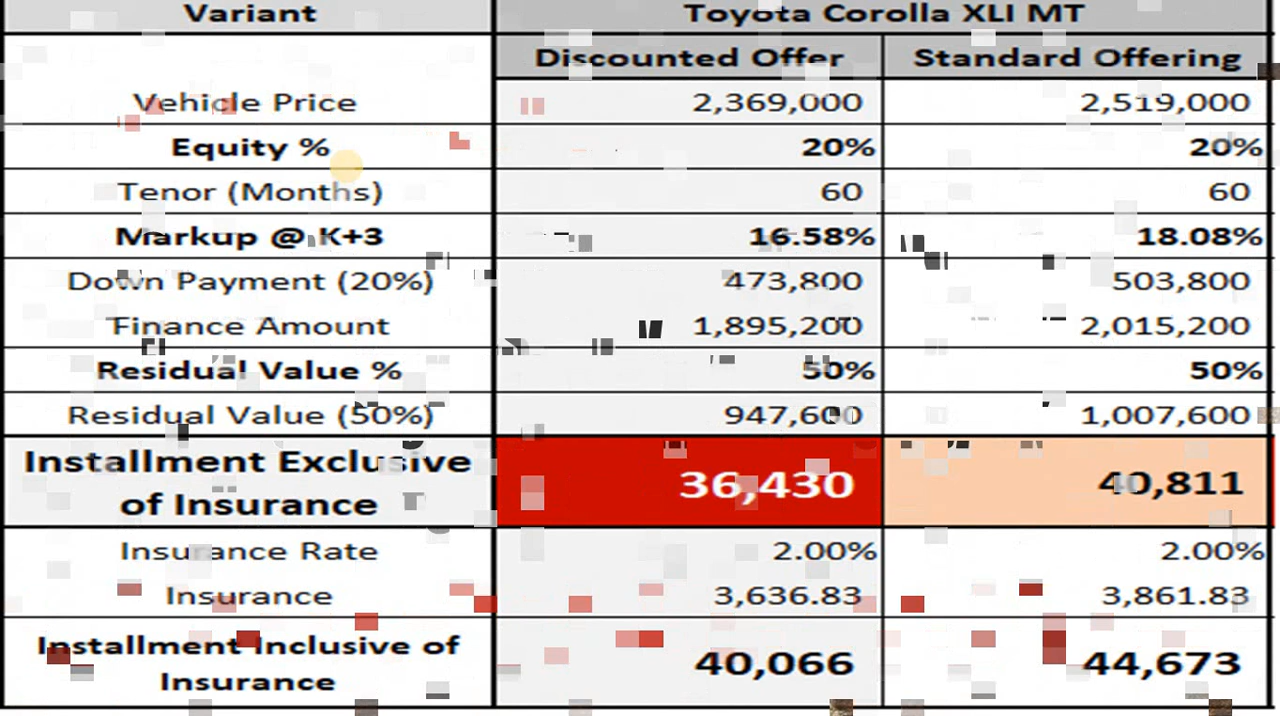 Variant Toyota Corolla XLI MT
Discounted Offer Standard Offering
Vehicle Price 2,369,000 2,519,000
Equity % 20% 20%
Tenor (Months) 60 60
Markup @ K+3 16.58% 18.08%
Down Payment (20%) 473,800 503,800
Finance Amount 1,895,200 2,015,200
Residual Value % 50% 50%
Residual Value (50%) 947,600 1,007,600
Installment Exclusive
of Insurance 36,430 40,811
Insurance Rate 2.00% 2.00%
Insurance 3,636.83 3,861.83
Installment Inclusive of
Insurance 40,066 44,673